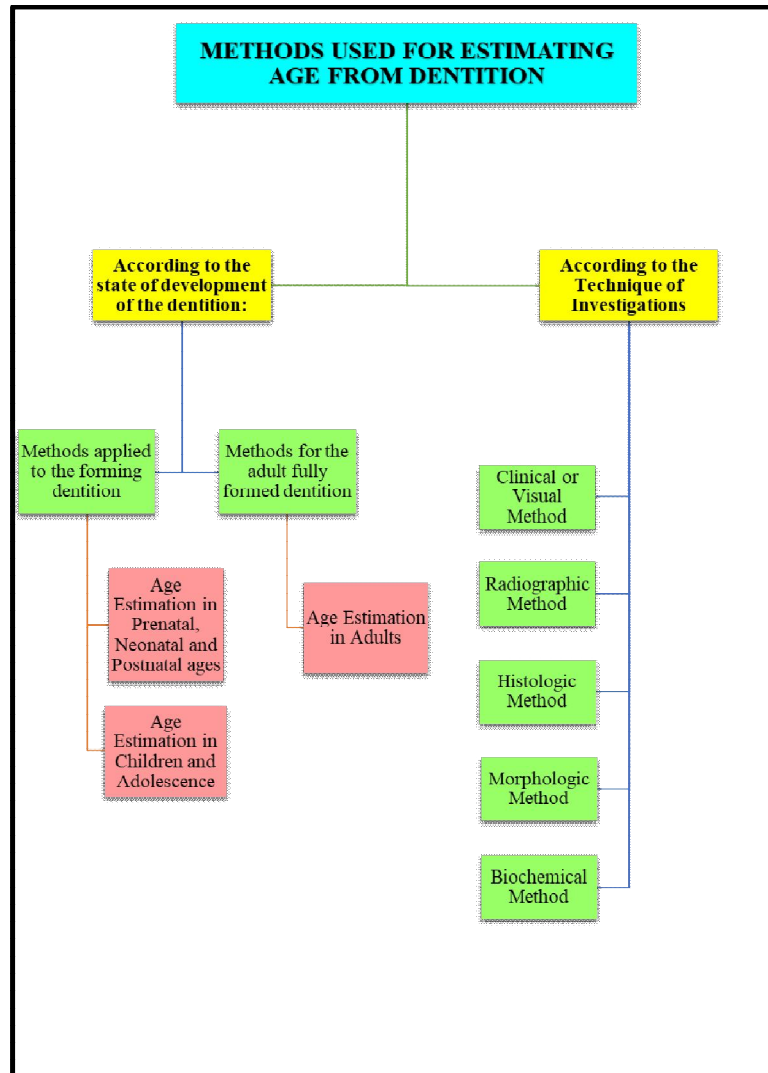 METHODS USED FOR ESTIMATING
AGE FROM DENTITION
According to the
state of development
of the dentition:
According to the
Technique of
Investigations
Methods applied
to the forming
dentition
Methods for the
adult fully
formed dentition
Age
Estimation in
Prenatal,
Neonatal and
Postnatal ages
Age
Estimation in
Children and
Adolescence
Age Estimation
in Adults
Clinical or
Visual
Method
Radiographic
Method
Histologic
Method
Morphologic
Method
Biochemical
Method